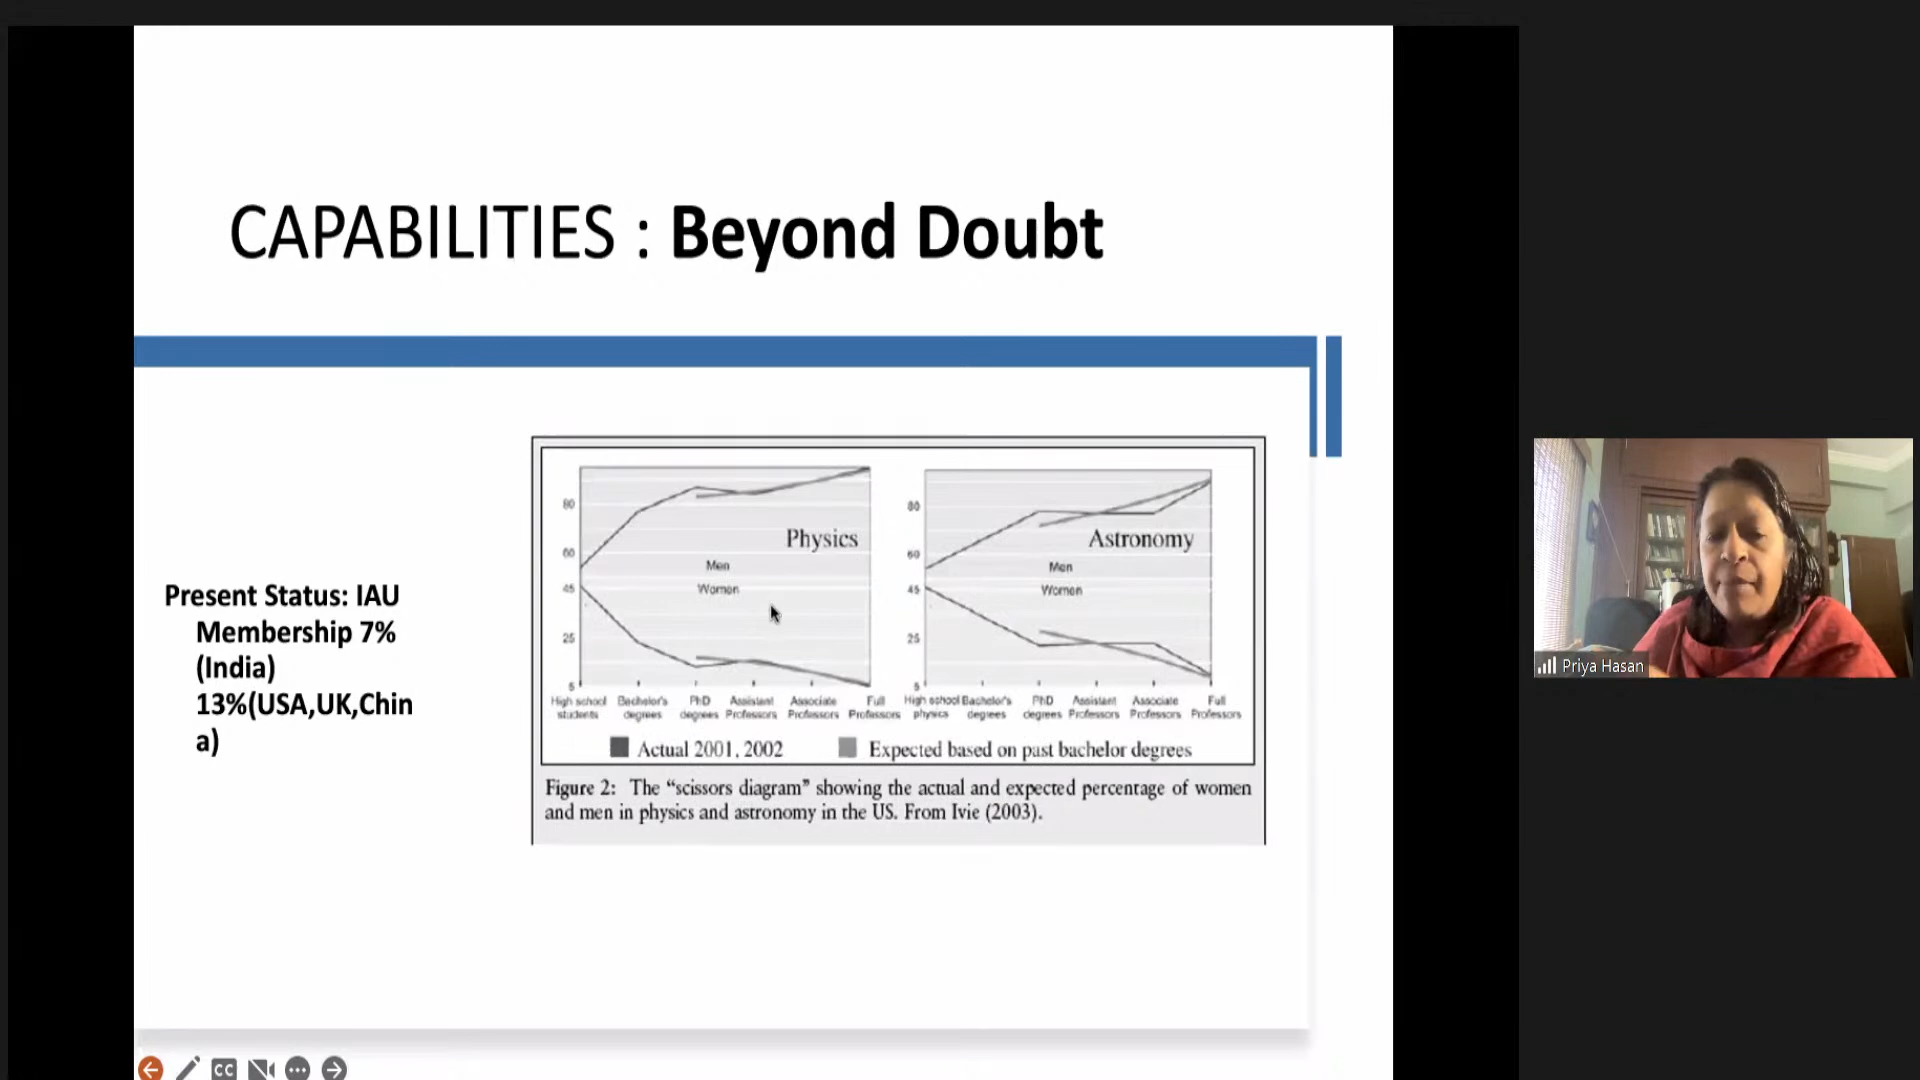 CAPABILITIES : Beyond Doubt
Present Status: IAU
Membership 7%
(India)
13%(USA,UK,Chin
a)
80
60
45
25
5
Physics
Men
Women
High school students
Bachelor's degrees
PhD degrees
Assistant Professors
Associate Professors
Full Professors
80
60
45
25
5
Astronomy
Men
Women
High school physics
Bachelor's degrees
PhD degrees
Assistant Professors
Associate Professors
Full Professors
Actual 2001, 2002
Expected based on past bachelor degrees
Figure 2: The “scissors diagram” showing the actual and expected percentage of women
and men in physics and astronomy in the US. From Ivie (2003).
Priya Hasan
CC